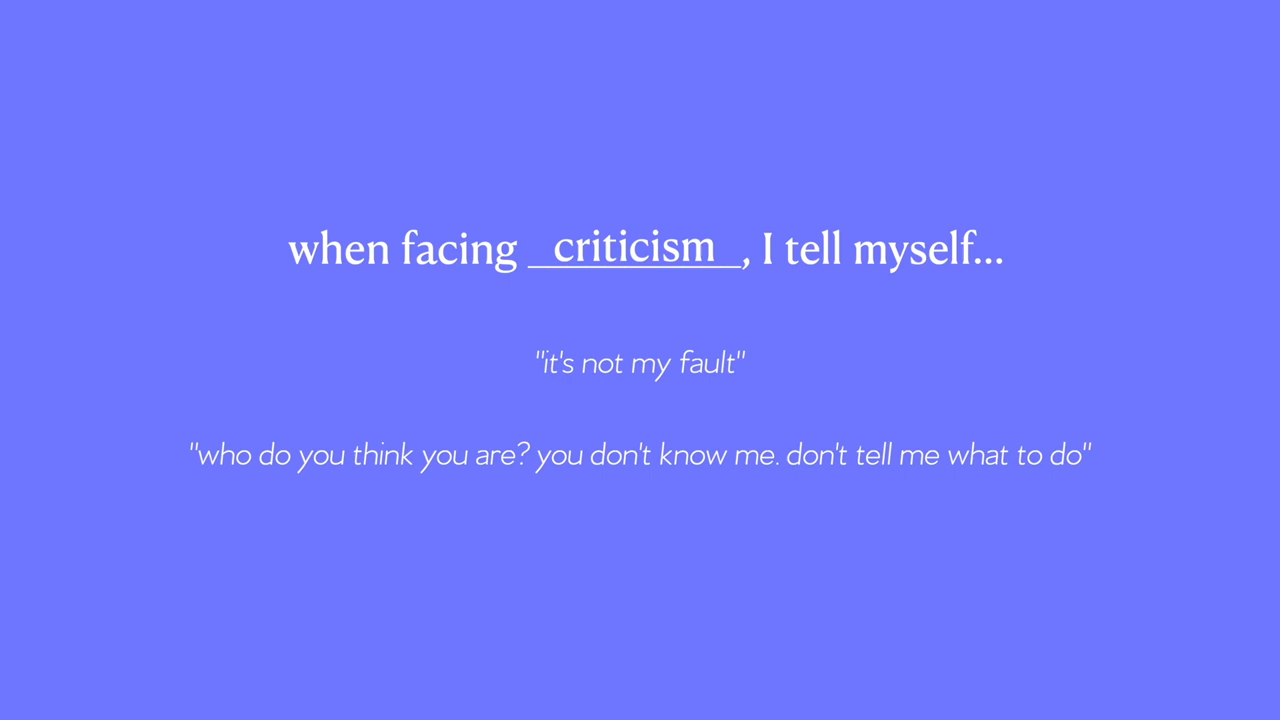 when facing criticism, I tell myself...
"it's not my fault"
"who do you think you are? you don't know me. don't tell me what to do"